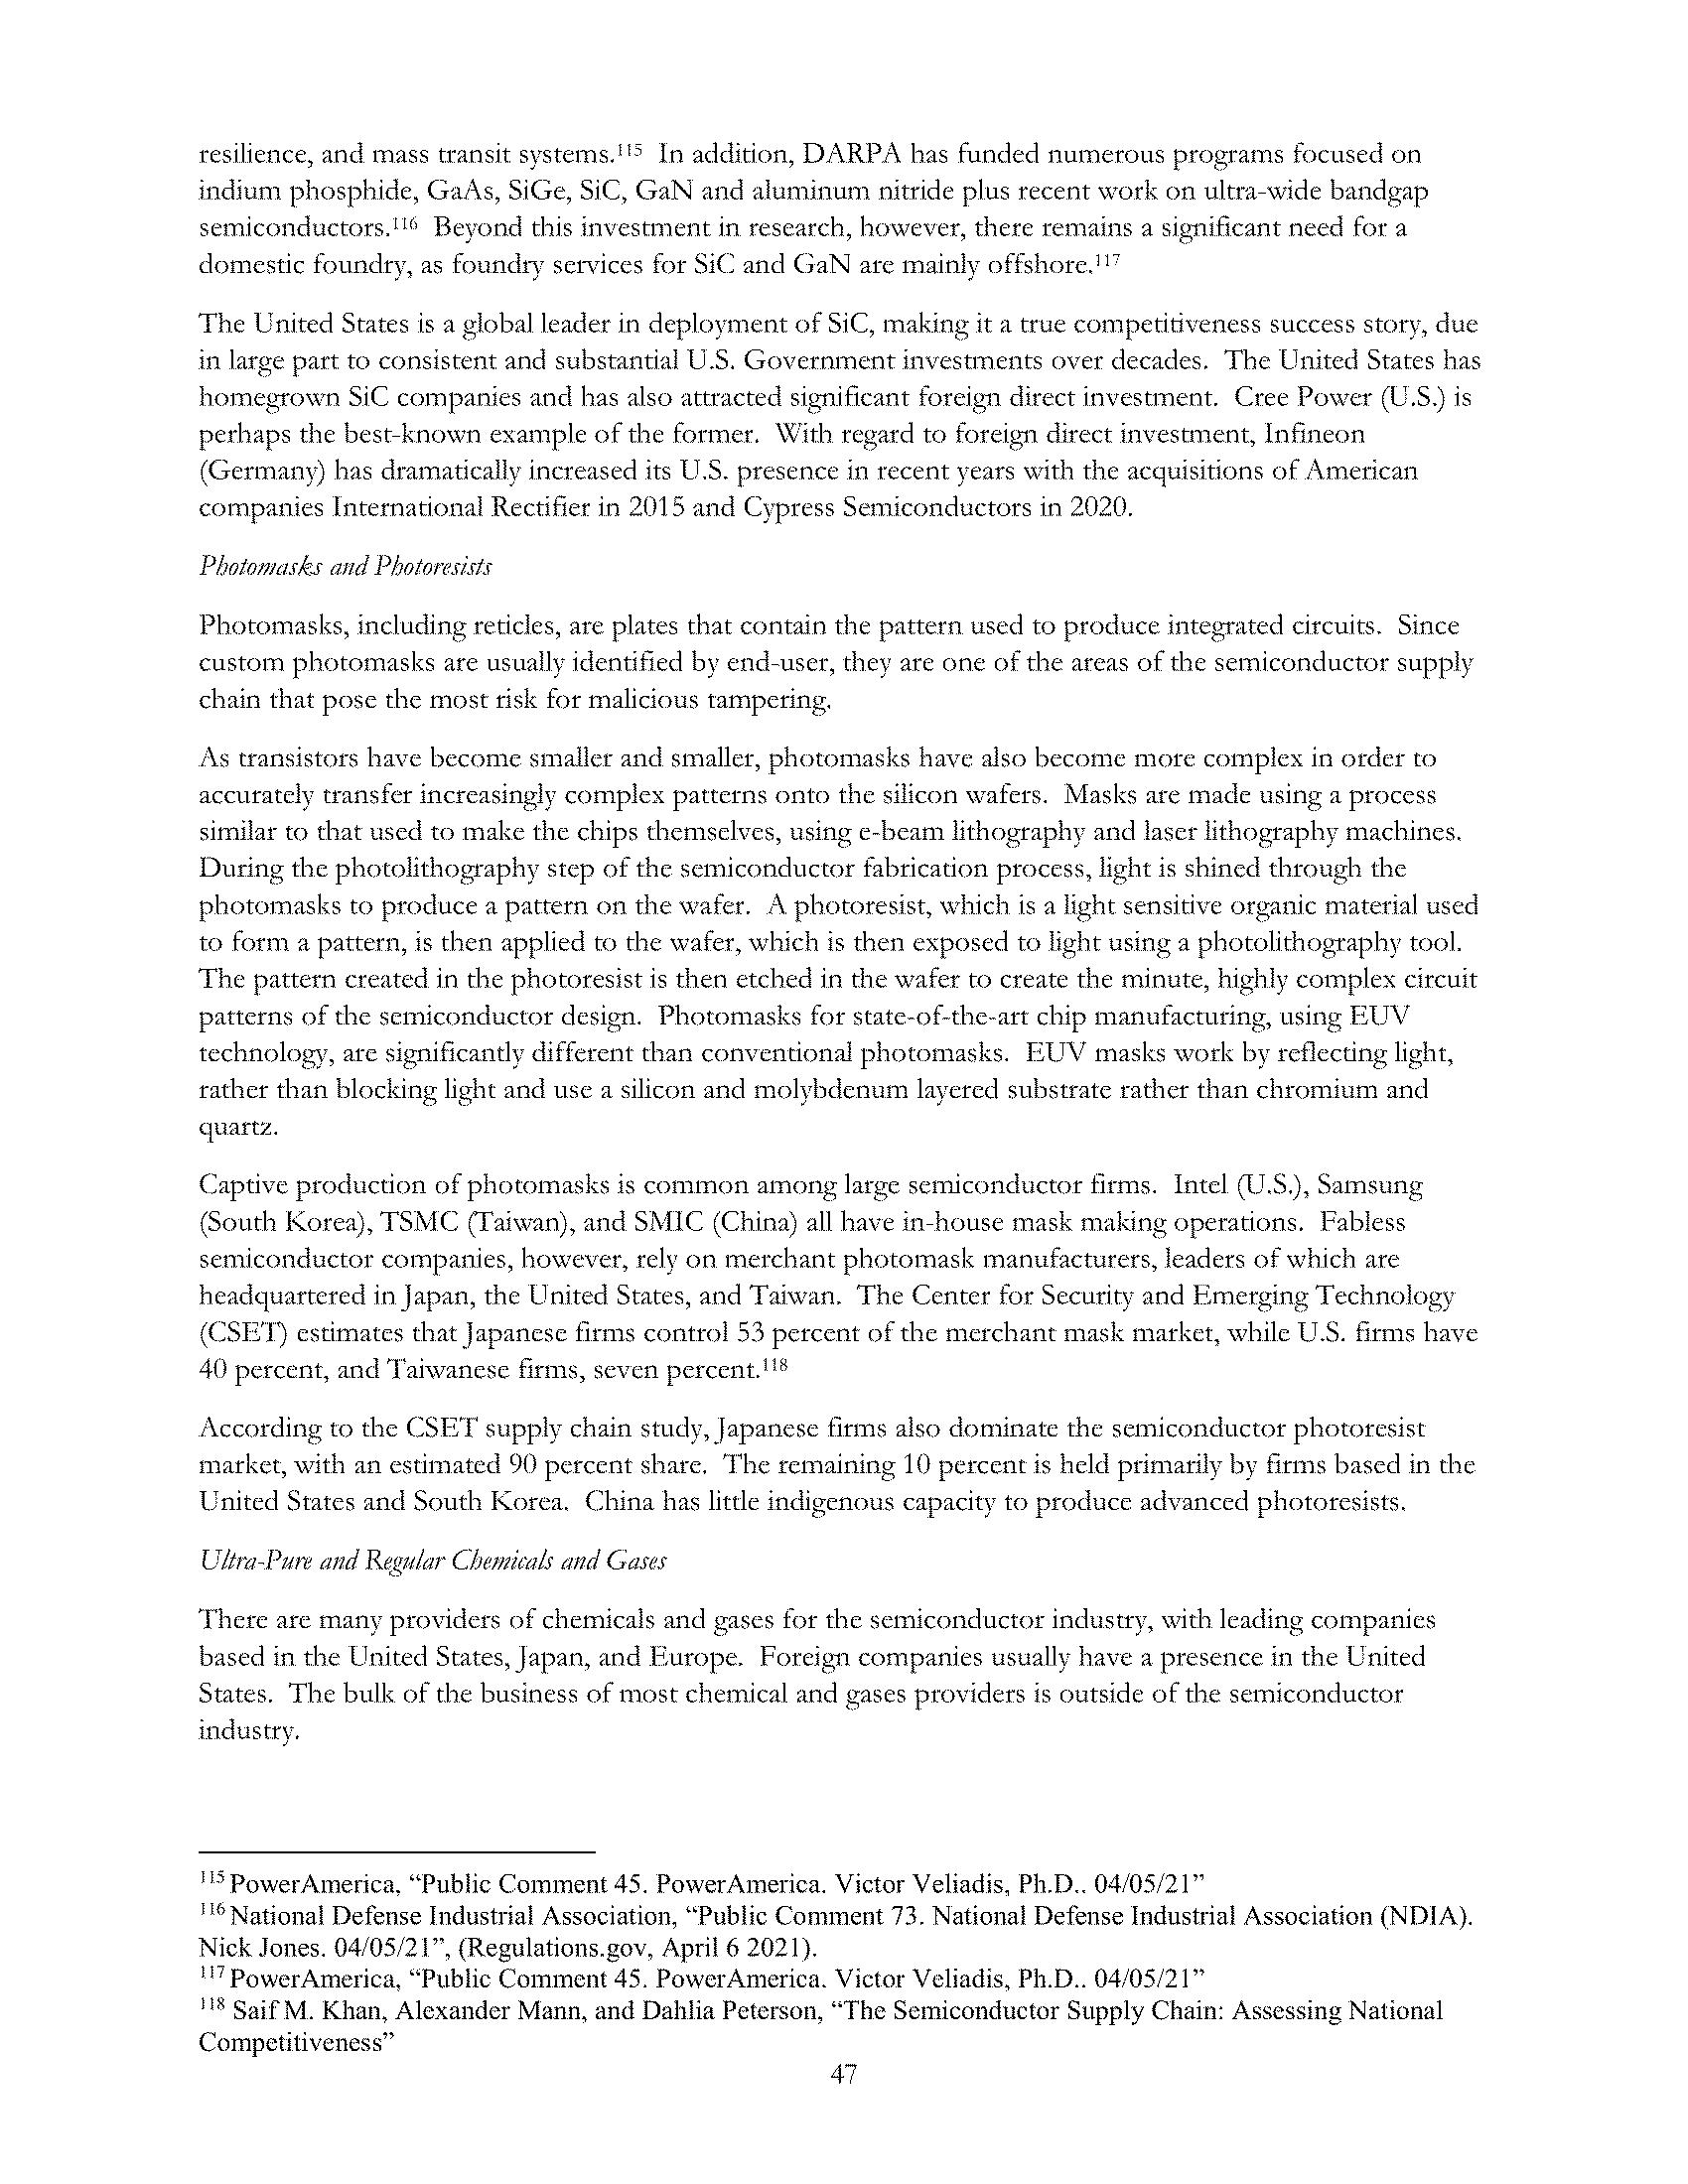 resilience, and mass transit systems.¹¹⁵ In addition, DARPA has funded numerous programs focused on
indium phosphide, GaAs, SiGe, SiC, GaN and aluminum nitride plus recent work on ultra-wide bandgap
semiconductors.¹¹⁶ Beyond this investment in research, however, there remains a significant need for a
domestic foundry, as foundry services for SiC and GaN are mainly offshore.¹¹⁷
The United States is a global leader in deployment of SiC, making it a true competitiveness success story, due
in large part to consistent and substantial U.S. Government investments over decades. The United States has
homegrown SiC companies and has also attracted significant foreign direct investment. Cree Power (U.S.) is
perhaps the best-known example of the former. With regard to foreign direct investment, Infineon
(Germany) has dramatically increased its U.S. presence in recent years with the acquisitions of American
companies International Rectifier in 2015 and Cypress Semiconductors in 2020.
Photomasks and Photoresists
Photomasks, including reticles, are plates that contain the pattern used to produce integrated circuits. Since
custom photomasks are usually identified by end-user, they are one of the areas of the semiconductor supply
chain that pose the most risk for malicious tampering.
As transistors have become smaller and smaller, photomasks have also become more complex in order to
accurately transfer increasingly complex patterns onto the silicon wafers. Masks are made using a process
similar to that used to make the chips themselves, using e-beam lithography and laser lithography machines.
During the photolithography step of the semiconductor fabrication process, light is shined through the
photomasks to produce a pattern on the wafer. A photoresist, which is a light sensitive organic material used
to form a pattern, is then applied to the wafer, which is then exposed to light using a photolithography tool.
The pattern created in the photoresist is then etched in the wafer to create the minute, highly complex circuit
patterns of the semiconductor design. Photomasks for state-of-the-art chip manufacturing, using EUV
technology, are significantly different than conventional photomasks. EUV masks work by reflecting light,
rather than blocking light and use a silicon and molybdenum layered substrate rather than chromium and
quartz.
Captive production of photomasks is common among large semiconductor firms. Intel (U.S.), Samsung
(South Korea), TSMC (Taiwan), and SMIC (China) all have in-house mask making operations. Fabless
semiconductor companies, however, rely on merchant photomask manufacturers, leaders of which are
headquartered in Japan, the United States, and Taiwan. The Center for Security and Emerging Technology
(CSET) estimates that Japanese firms control 53 percent of the merchant mask market, while U.S. firms have
40 percent, and Taiwanese firms, seven percent.¹¹⁸
According to the CSET supply chain study, Japanese firms also dominate the semiconductor photoresist
market, with an estimated 90 percent share. The remaining 10 percent is held primarily by firms based in the
United States and South Korea. China has little indigenous capacity to produce advanced photoresists.
Ultra-Pure and Regular Chemicals and Gases
There are many providers of chemicals and gases for the semiconductor industry, with leading companies
based in the United States, Japan, and Europe. Foreign companies usually have a presence in the United
States. The bulk of the business of most chemical and gases providers is outside of the semiconductor
industry.
¹¹⁵ PowerAmerica, “Public Comment 45. PowerAmerica. Victor Veliadis, Ph.D.. 04/05/21”
¹¹⁶ National Defense Industrial Association, “Public Comment 73. National Defense Industrial Association (NDIA).
Nick Jones. 04/05/21”, (Regulations.gov, April 6 2021).
¹¹⁷ PowerAmerica, “Public Comment 45. PowerAmerica. Victor Veliadis, Ph.D.. 04/05/21”
¹¹⁸ Saif M. Khan, Alexander Mann, and Dahlia Peterson, “The Semiconductor Supply Chain: Assessing National
Competitiveness”
47